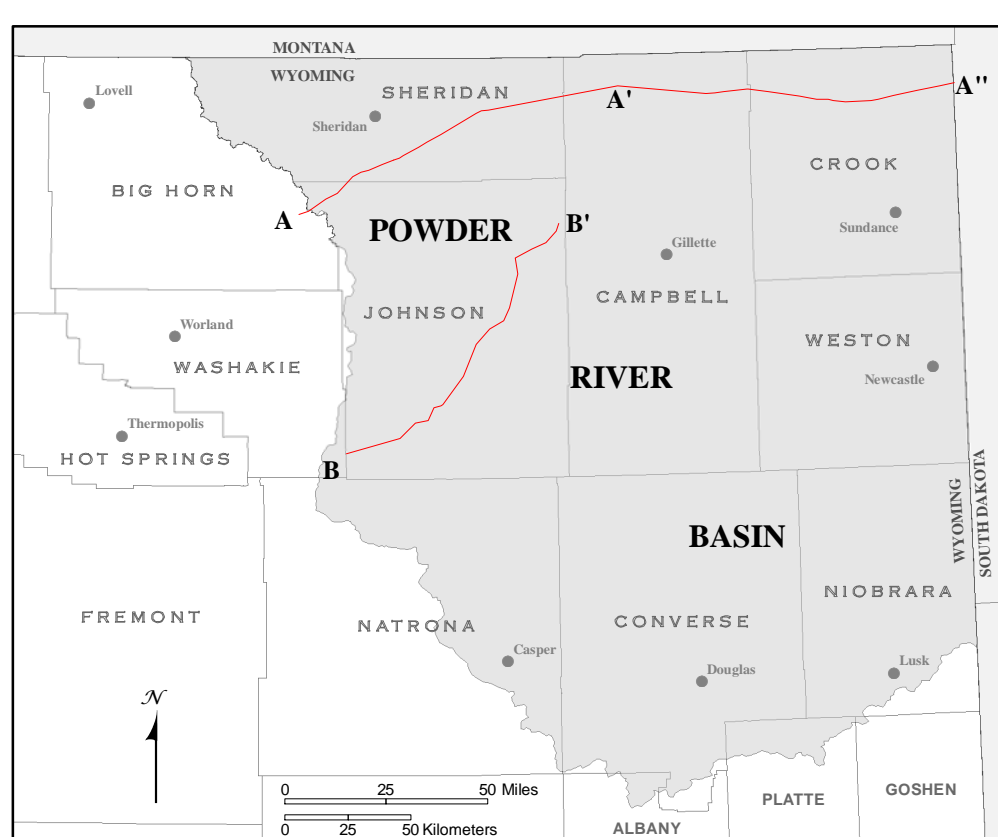 MONTANA
WYOMING
Lovell
SHERIDAN
A'
A"
Sheridan
CROOK
BIG HORN
A
POWDER
B'
Sundance
Gillette
CAMPBELL
JOHNSON
Worland
WASHAKIE
WESTON
RIVER
Newcastle
Thermopolis
HOT SPRINGS
B
WYOMING
SOUTH DAKOTA
BASIN
NIOBRARA
FREMONT
NATRONA
CONVERSE
Casper
Douglas
Lusk
N
0 25 50 Miles
0 25 50 Kilometers
ALBANY
PLATTE
GOSHEN